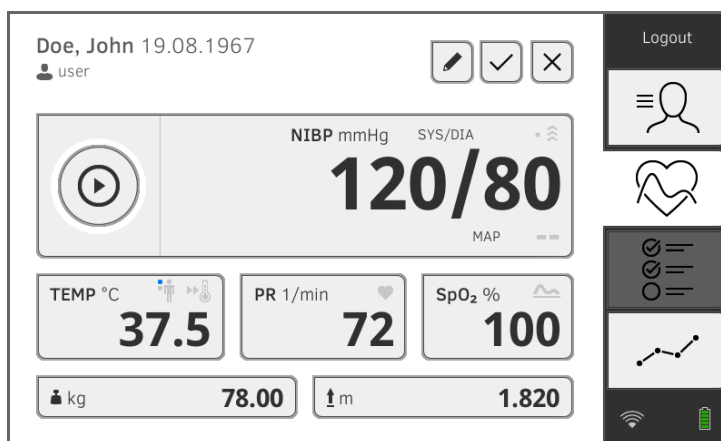 Doe, John 19.08.1967
user
Logout
NIBP mmHg SYS/DIA
120/80
MAP --
TEMP °C
37.5
PR 1/min
72
SpO₂ %
100
kg 78.00
m 1.820